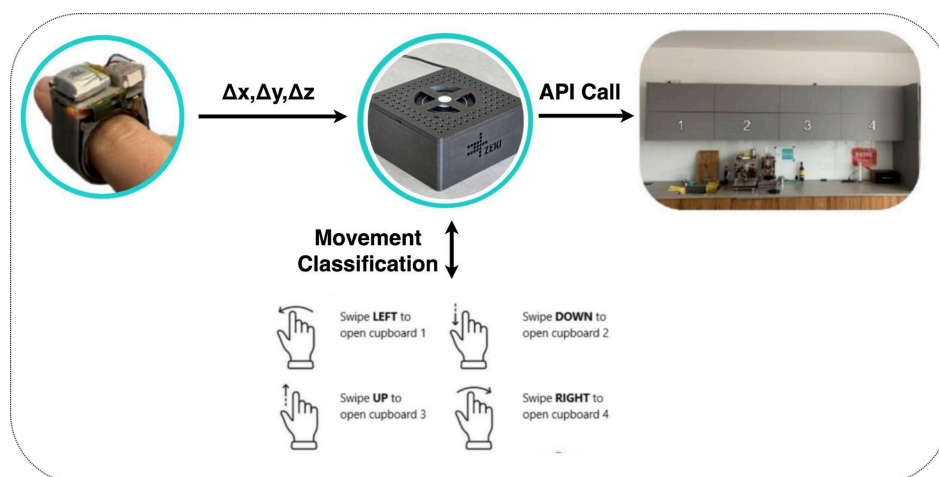 Δx,Δy,Δz
API Call
ZEKI
1 2 3 4
Movement
Classification
Swipe LEFT to
open cupboard 1
Swipe DOWN to
open cupboard 2
Swipe UP to
open cupboard 3
Swipe RIGHT to
open cupboard 4